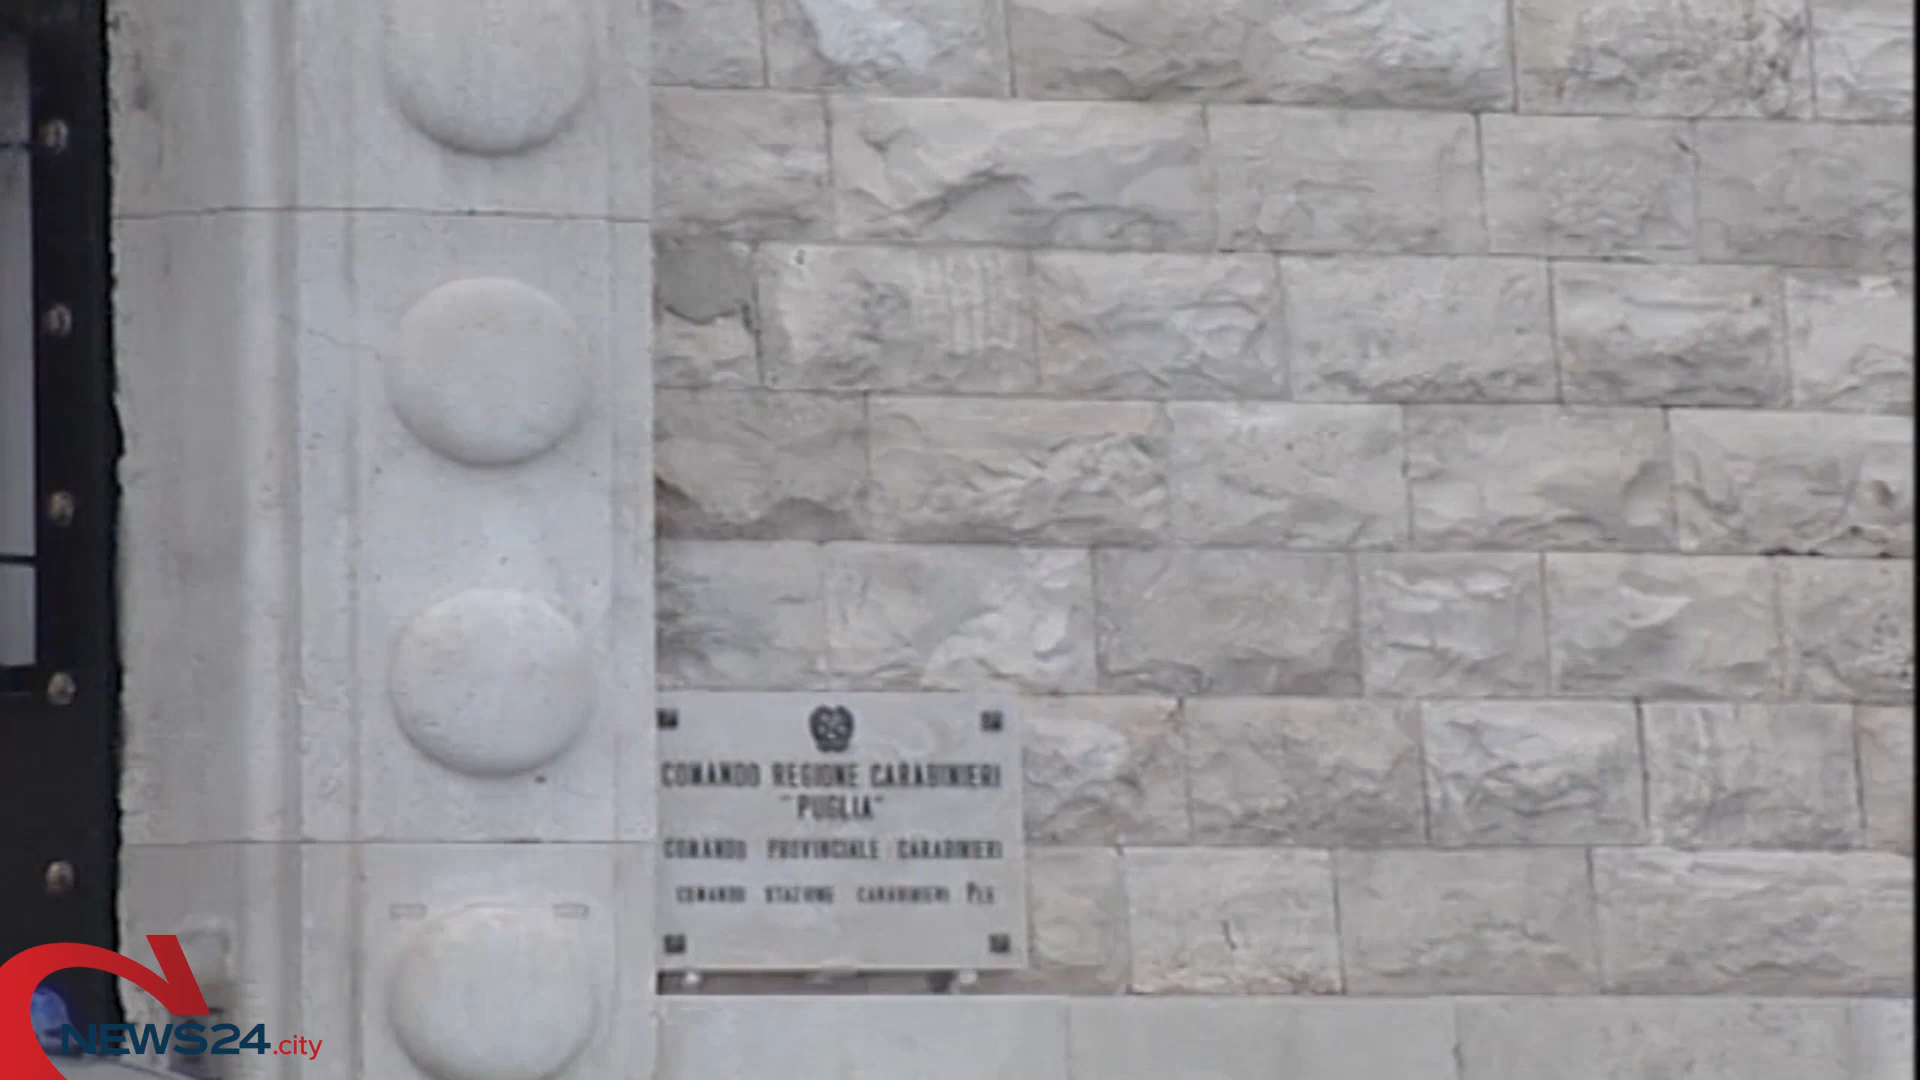 COMANDO REGIONE CARABINIERI
"PUGLIA"
COMANDO PROVINCIALE CARABINIERI
COMANDO STAZIONE CARABINIERI
NEWS24.city